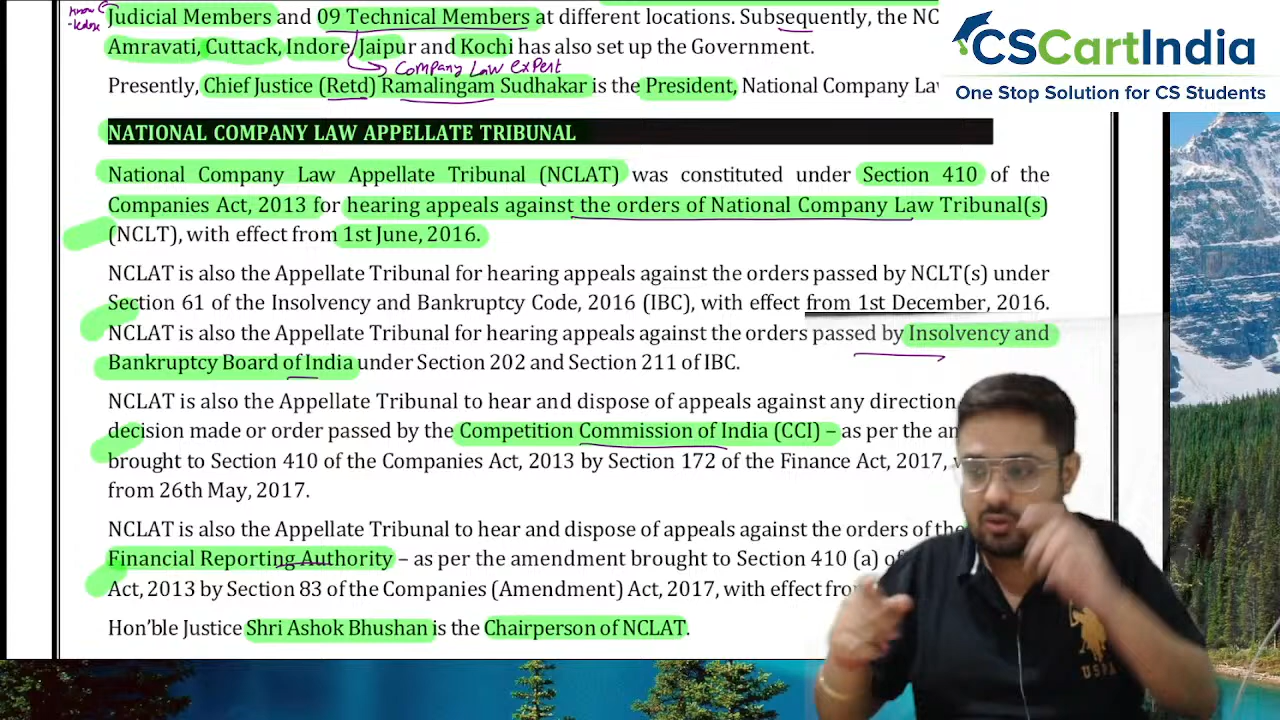 Judicial Members and 09 Technical Members at different locations. Subsequently, the NC
CSCartIndia
One Stop Solution for CS Students
Amravati, Cuttack, Indore, Jaipur and Kochi has also set up the Government.
Company Law expert
Presently, Chief Justice (Retd) Ramalingam Sudhakar is the President, National Company La
NATIONAL COMPANY LAW APPELLATE TRIBUNAL
National Company Law Appellate Tribunal (NCLAT) was constituted under Section 410 of the
Companies Act, 2013 for hearing appeals against the orders of National Company Law Tribunal(s)
(NCLT), with effect from 1st June, 2016.
NCLAT is also the Appellate Tribunal for hearing appeals against the orders passed by NCLT(s) under
Section 61 of the Insolvency and Bankruptcy Code, 2016 (IBC), with effect from 1st December, 2016.
NCLAT is also the Appellate Tribunal for hearing appeals against the orders passed by Insolvency and
Bankruptcy Board of India under Section 202 and Section 211 of IBC.
NCLAT is also the Appellate Tribunal to hear and dispose of appeals against any direction
decision made or order passed by the Competition Commission of India (CCI) – as per the am
brought to Section 410 of the Companies Act, 2013 by Section 172 of the Finance Act, 2017,
from 26th May, 2017.
NCLAT is also the Appellate Tribunal to hear and dispose of appeals against the orders of the
Financial Reporting Authority – as per the amendment brought to Section 410 (a) of
Act, 2013 by Section 83 of the Companies (Amendment) Act, 2017, with effect fro
Hon’ble Justice Shri Ashok Bhushan is the Chairperson of NCLAT.
USPA